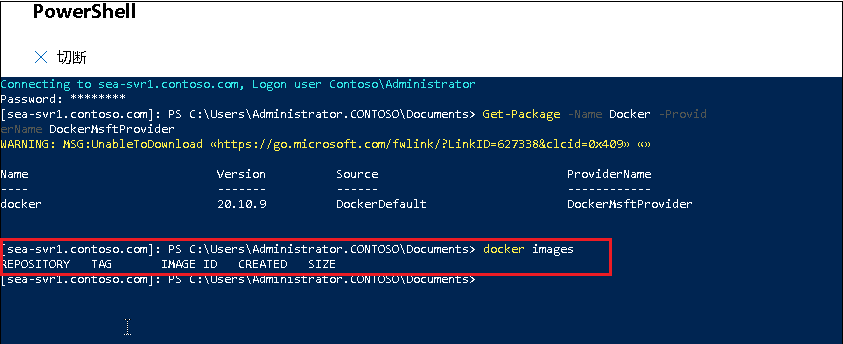 PowerShell
× 切断
Connecting to sea-svr1.contoso.com, Logon user Contoso\Administrator
Password: ********
[sea-svr1.contoso.com]: PS C:\Users\Administrator.CONTOSO\Documents> Get-Package -Name Docker -Provid
erName DockerMsftProvider
WARNING: MSG:UnableToDownload «https://go.microsoft.com/fwlink/?LinkID=627338&clcid=0x409» «»
Name Version Source ProviderName
---- ------- ------ ------------
docker 20.10.9 DockerDefault DockerMsftProvider
[sea-svr1.contoso.com]: PS C:\Users\Administrator.CONTOSO\Documents> docker images
REPOSITORY TAG IMAGE ID CREATED SIZE
[sea-svr1.contoso.com]: PS C:\Users\Administrator.CONTOSO\Documents>